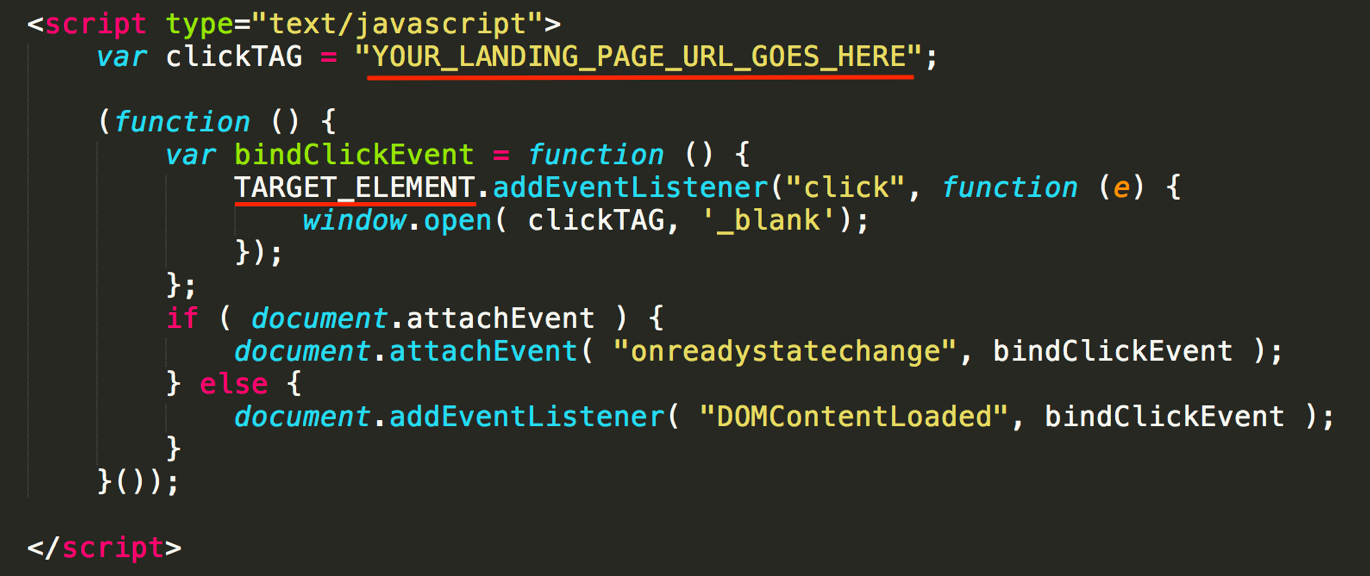 <script type="text/javascript">
var clickTAG = "YOUR_LANDING_PAGE_URL_GOES_HERE";
(function () {
var bindClickEvent = function () {
TARGET_ELEMENT.addEventListener("click", function (e) {
window.open( clickTAG, '_blank');
});
};
if ( document.attachEvent ) {
document.attachEvent( "onreadystatechange", bindClickEvent );
} else {
document.addEventListener( "DOMContentLoaded", bindClickEvent );
}
}());
</script>